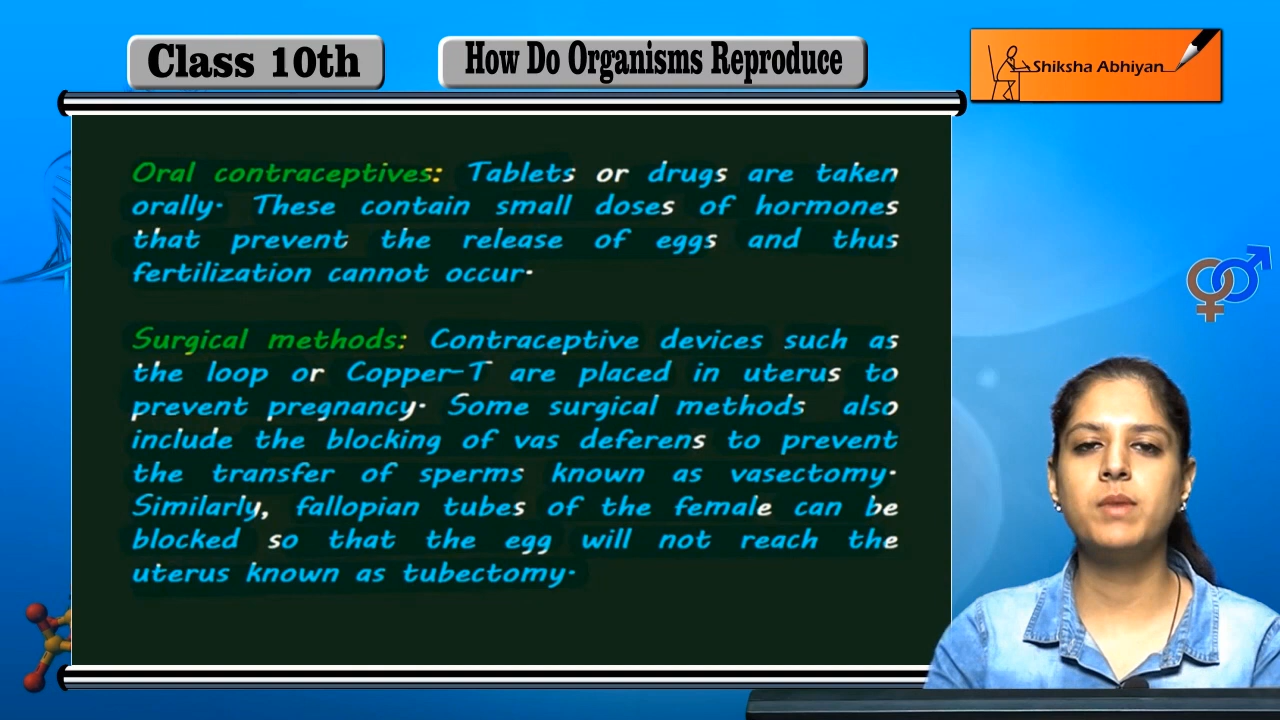 Class 10th
How Do Organisms Reproduce
Shiksha Abhiyan
Oral contraceptives: Tablets or drugs are taken
orally. These contain small doses of hormones
that prevent the release of eggs and thus
fertilization cannot occur.
Surgical methods: Contraceptive devices such as
the loop or Copper-T are placed in uterus to
prevent pregnancy. Some surgical methods also
include the blocking of vas deferens to prevent
the transfer of sperms known as vasectomy.
Similarly, fallopian tubes of the female can be
blocked so that the egg will not reach the
uterus known as tubectomy.